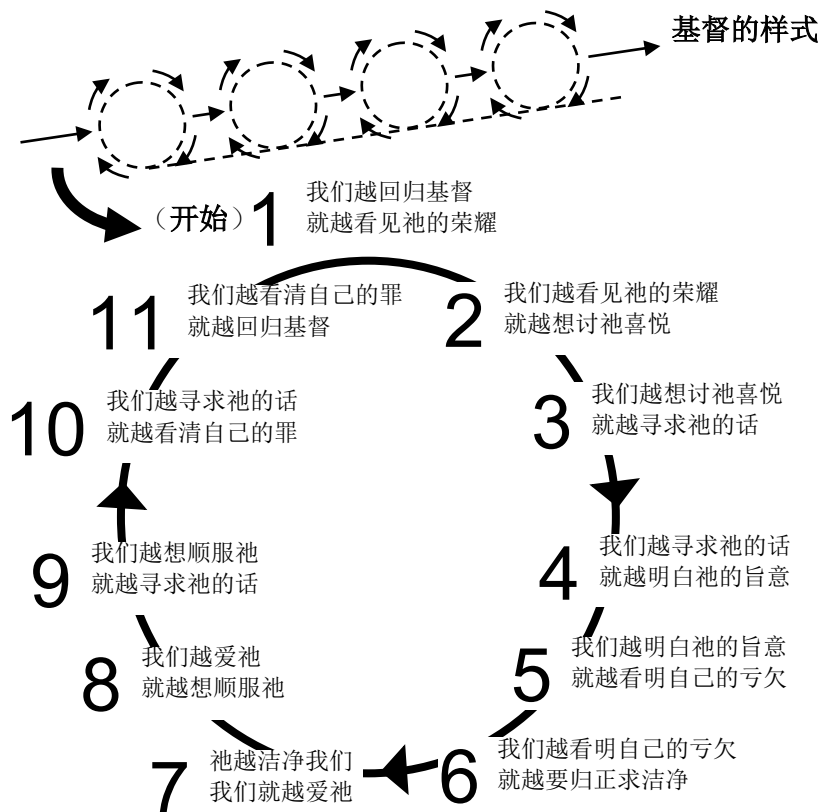 基督的样式
（开始）1
我们越回归基督
就越看见祂的荣耀
2
我们越看见祂的荣耀
就越想讨祂喜悦
3
我们越想讨祂喜悦
就越寻求祂的话
4
我们越寻求祂的话
就越明白祂的旨意
5
我们越明白祂的旨意
就越看明自己的亏欠
6
我们越看明自己的亏欠
就越要归正求洁净
7
祂越洁净我们
我们就越爱祂
8
我们越爱祂
就越想顺服祂
9
我们越想顺服祂
就越寻求祂的话
10
我们越寻求祂的话
就越看清自己的罪
11
我们越看清自己的罪
就越回归基督